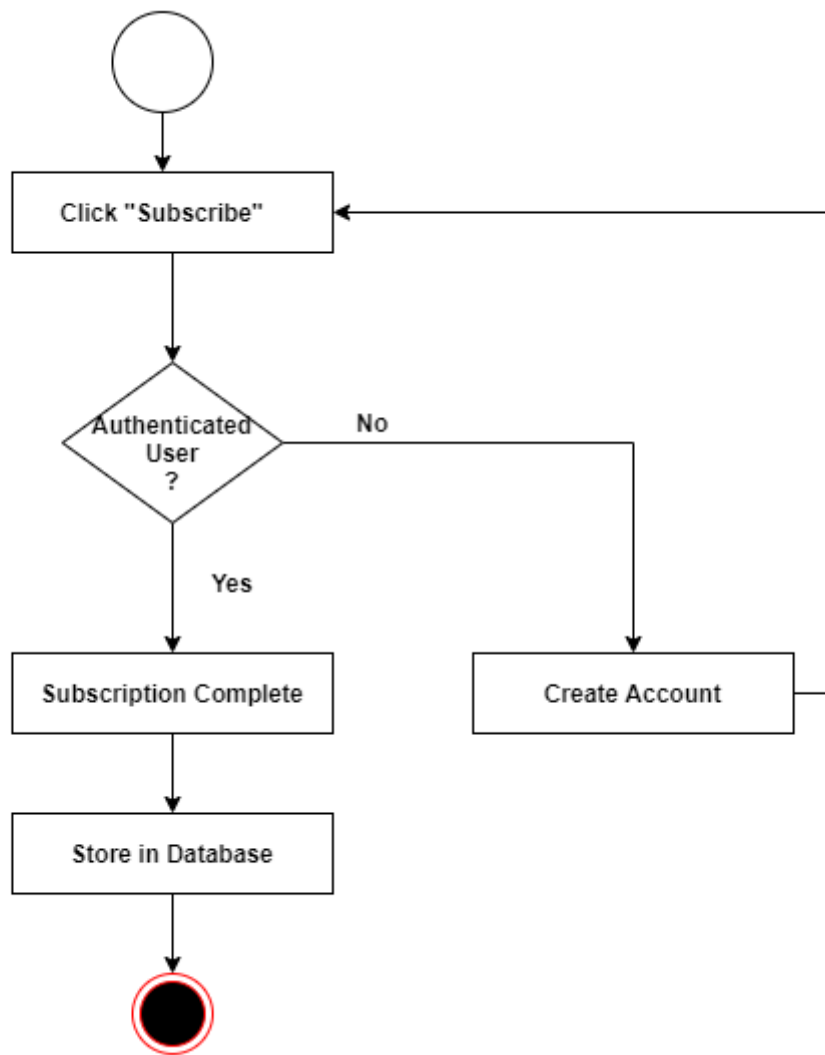 Click "Subscribe"
Authenticated
User
?
No
Yes
Subscription Complete
Create Account
Store in Database